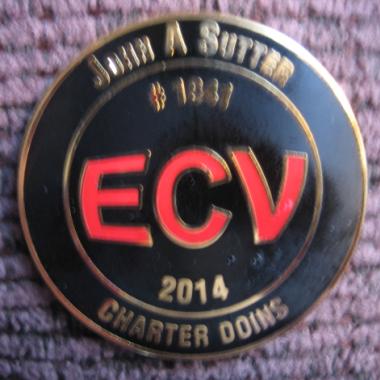 JOHN A SUTTER
# 1841
ECV
2014
CHARTER DOINS